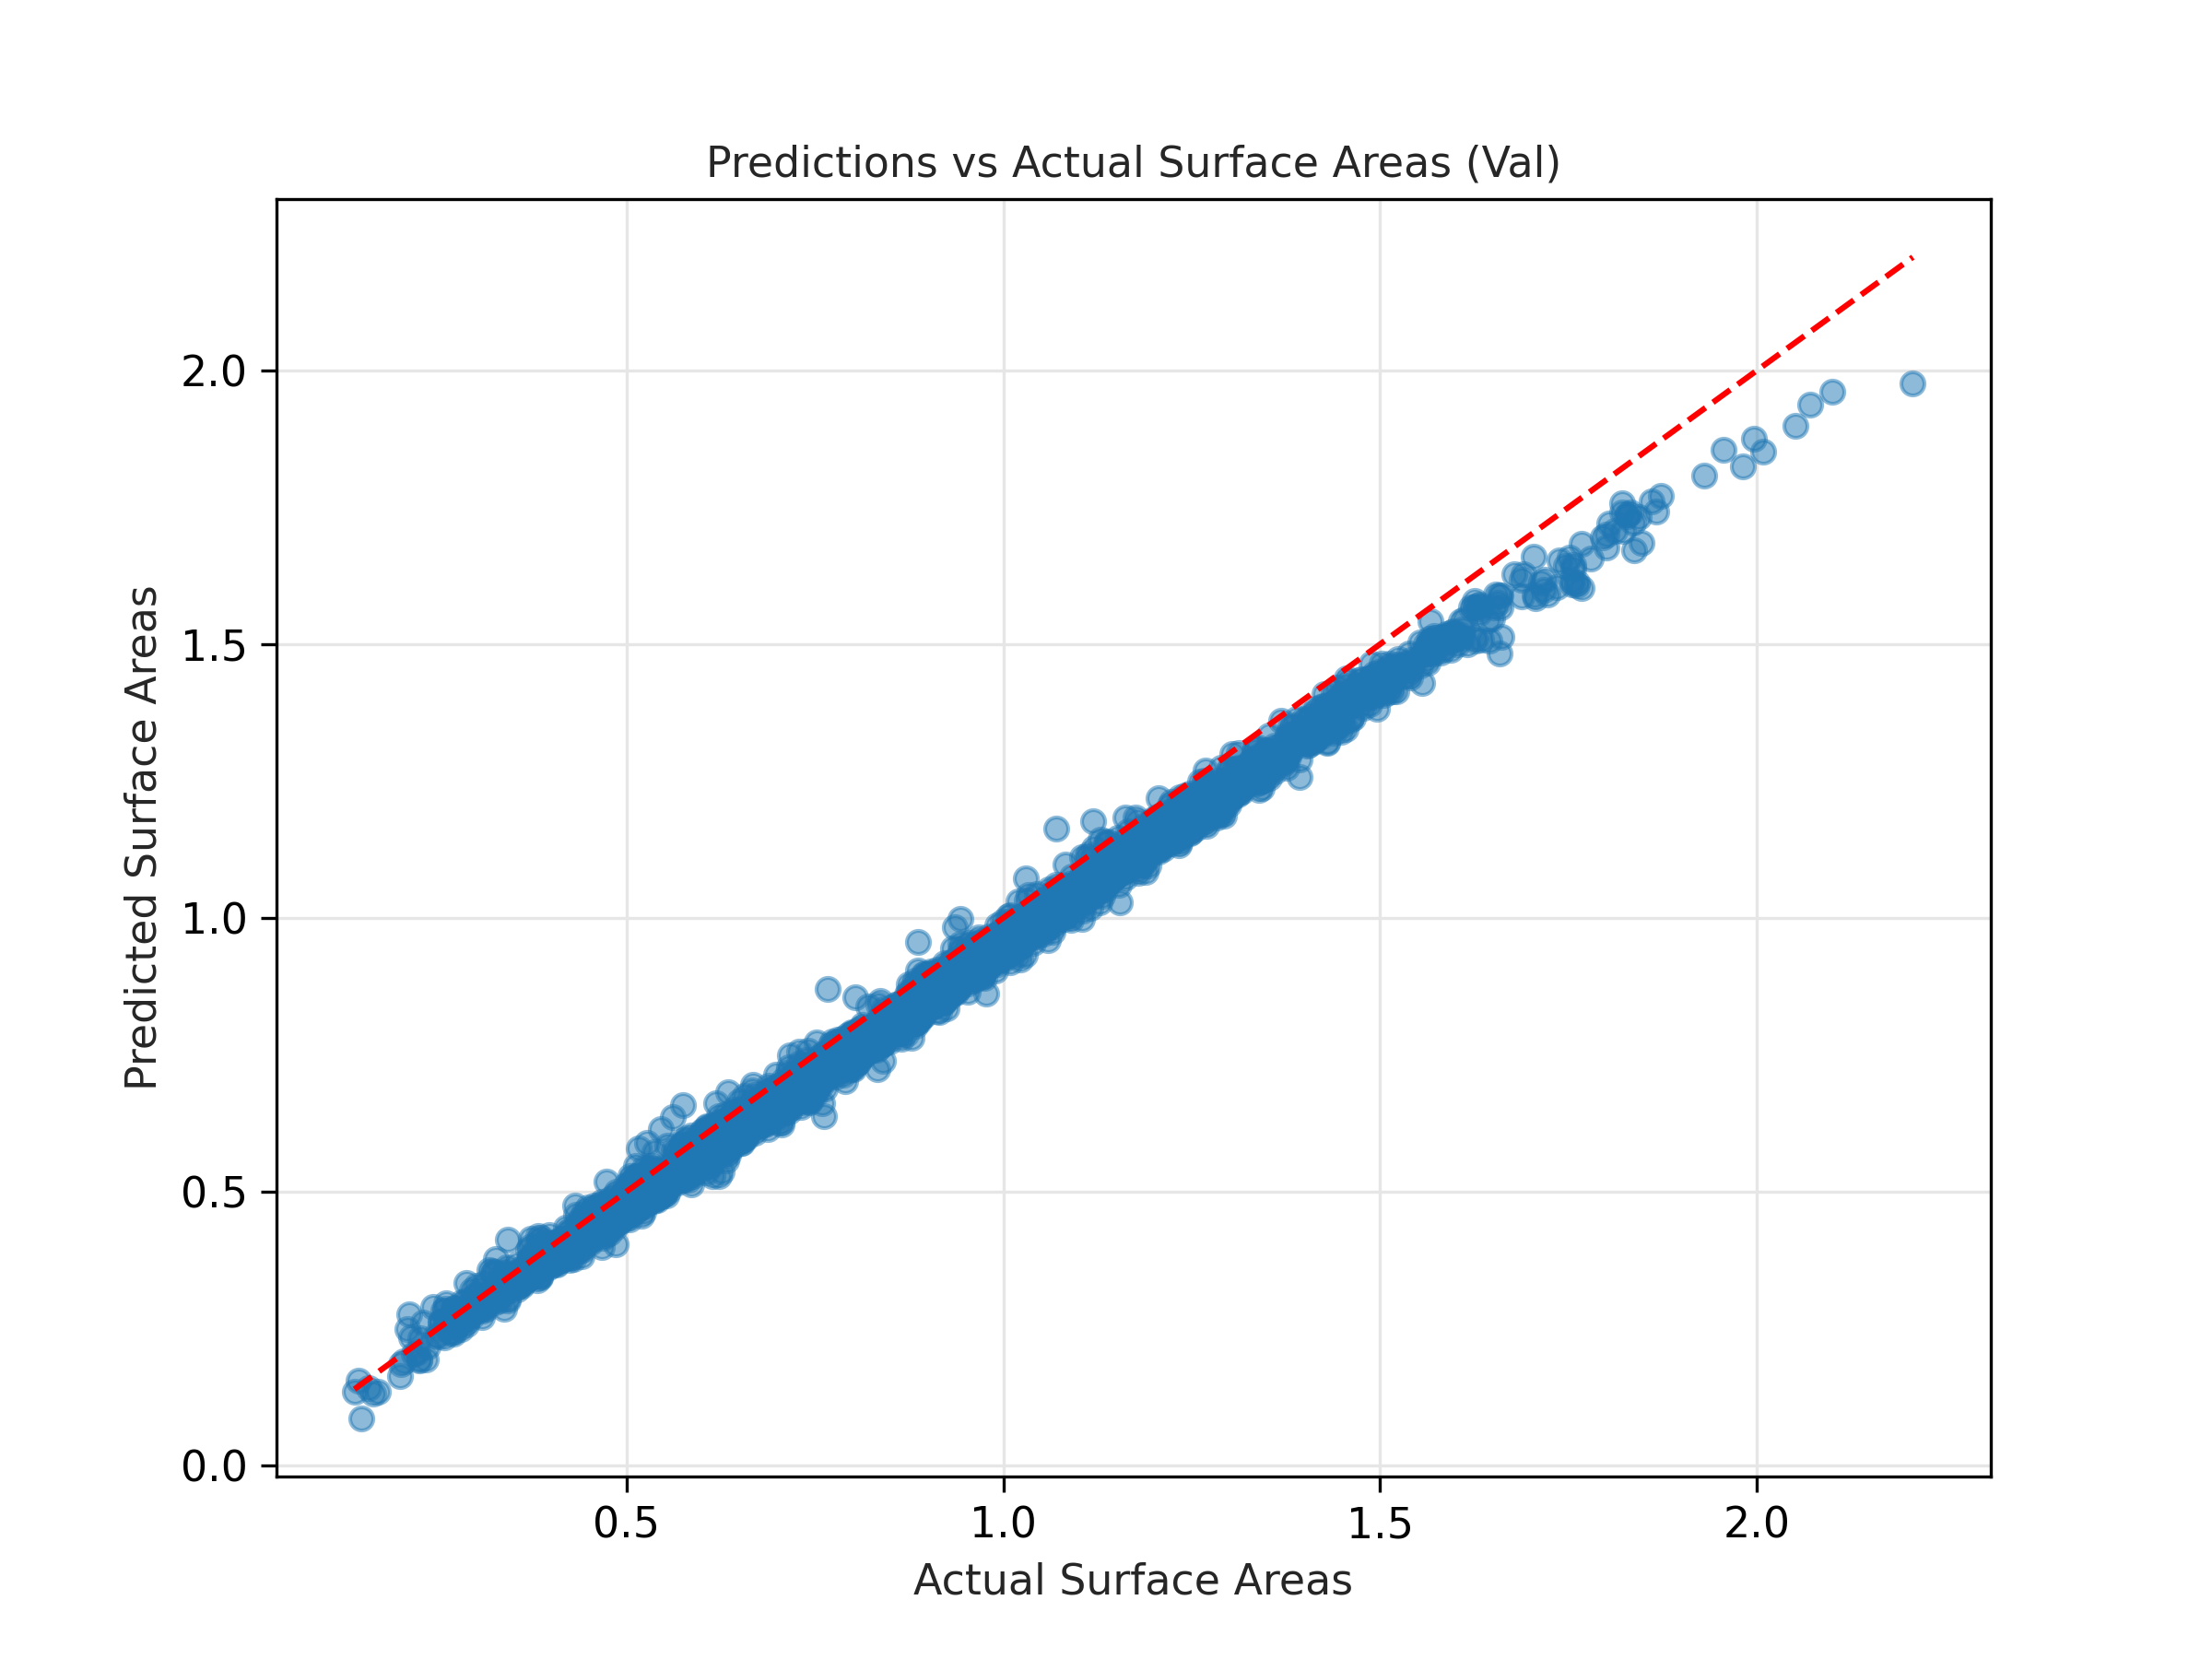 Predictions vs Actual Surface Areas (Val)
Predicted Surface Areas
2.0
1.5
1.0
0.5
0.0
0.5 1.0 1.5 2.0
Actual Surface Areas